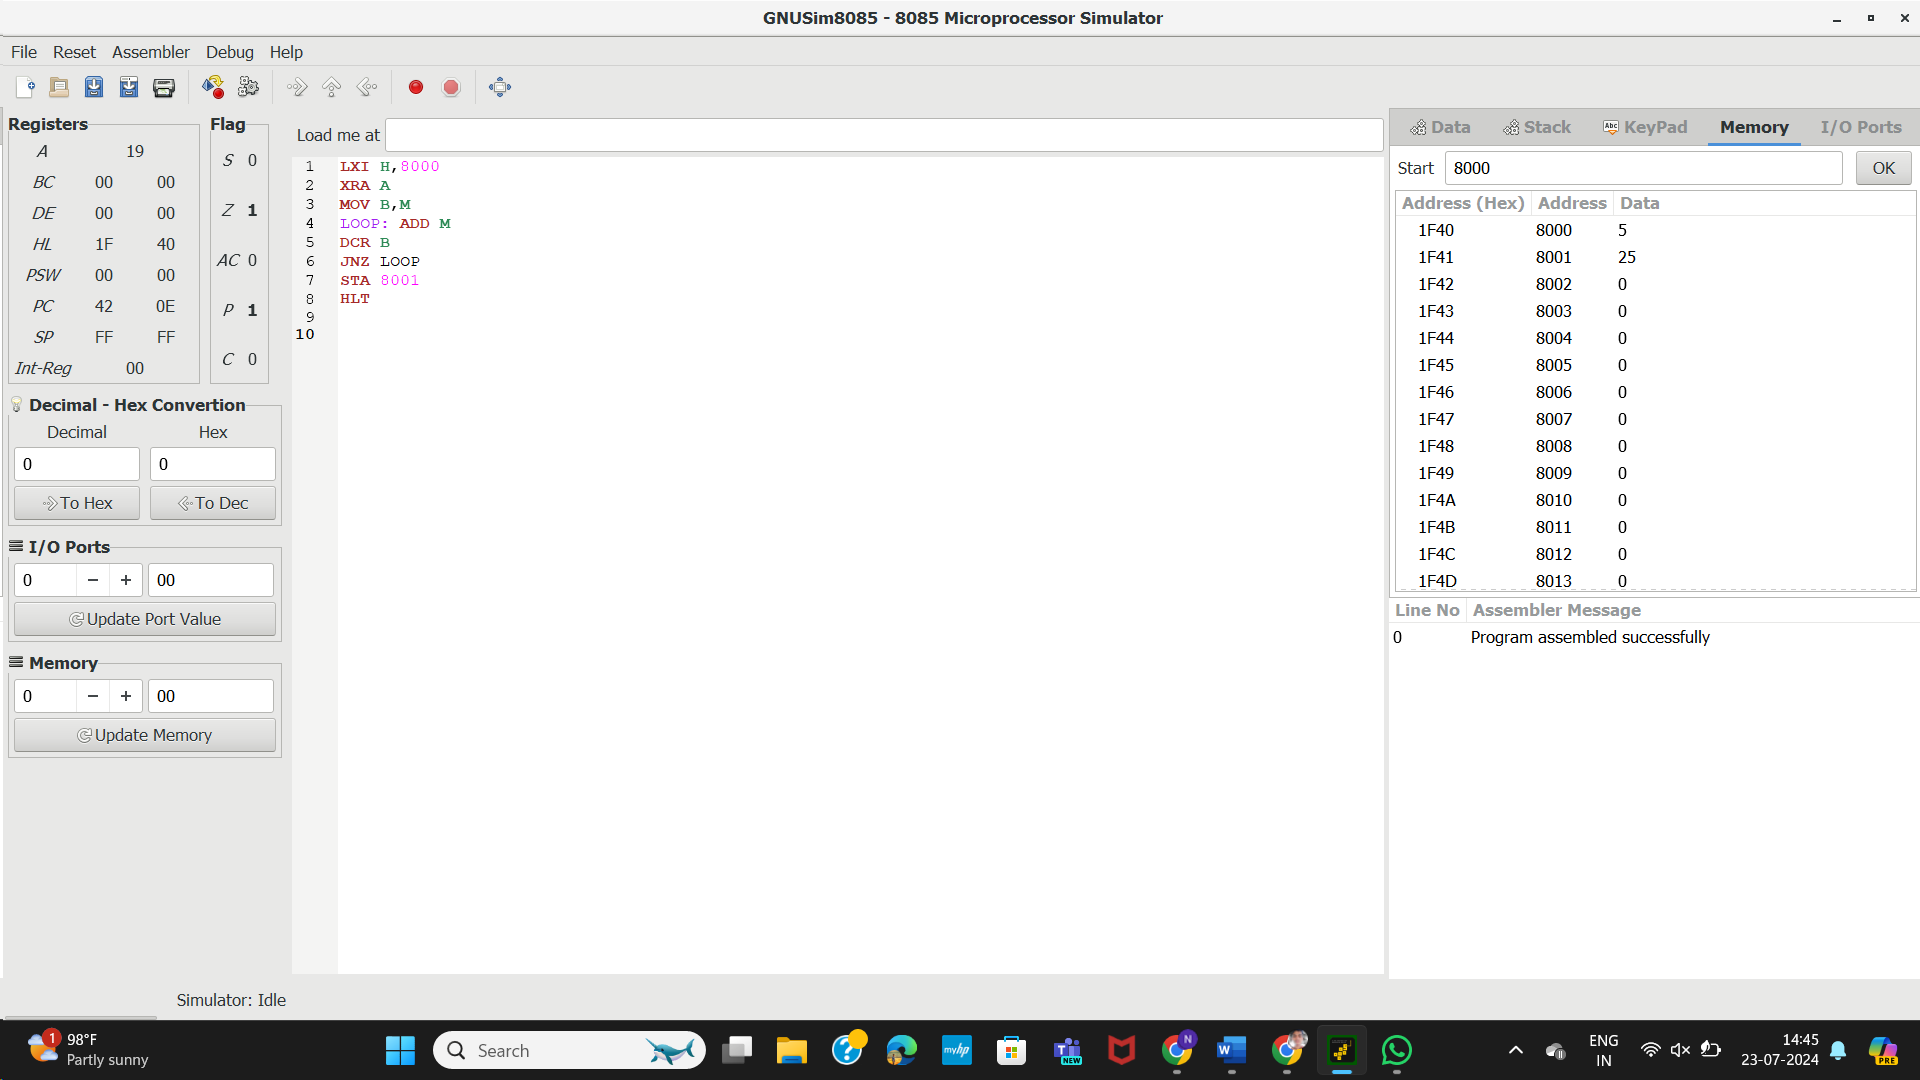 GNUSim8085 - 8085 Microprocessor Simulator
File Reset Assembler Debug Help
Registers
A 19
BC 00 00
DE 00 00
HL 1F 40
PSW 00 00
PC 42 0E
SP FF FF
Int-Reg 00
Flag
S 0
Z 1
AC 0
P 1
C 0
Decimal - Hex Convertion
Decimal Hex
0 0
To Hex To Dec
I/O Ports
0 − + 00
Update Port Value
Memory
0 − + 00
Update Memory
Load me at
1 LXI H,8000
2 XRA A
3 MOV B,M
4 LOOP: ADD M
5 DCR B
6 JNZ LOOP
7 STA 8001
8 HLT
9
10
Data Stack Abc KeyPad Memory I/O Ports
Start 8000 OK
Address (Hex) Address Data
1F40 8000 5
1F41 8001 25
1F42 8002 0
1F43 8003 0
1F44 8004 0
1F45 8005 0
1F46 8006 0
1F47 8007 0
1F48 8008 0
1F49 8009 0
1F4A 8010 0
1F4B 8011 0
1F4C 8012 0
1F4D 8013 0
Line No Assembler Message
0 Program assembled successfully
Simulator: Idle
1 98°F
Partly sunny
Search
myhp
NEW
N
W
ENG
IN
14:45
23-07-2024
PRE